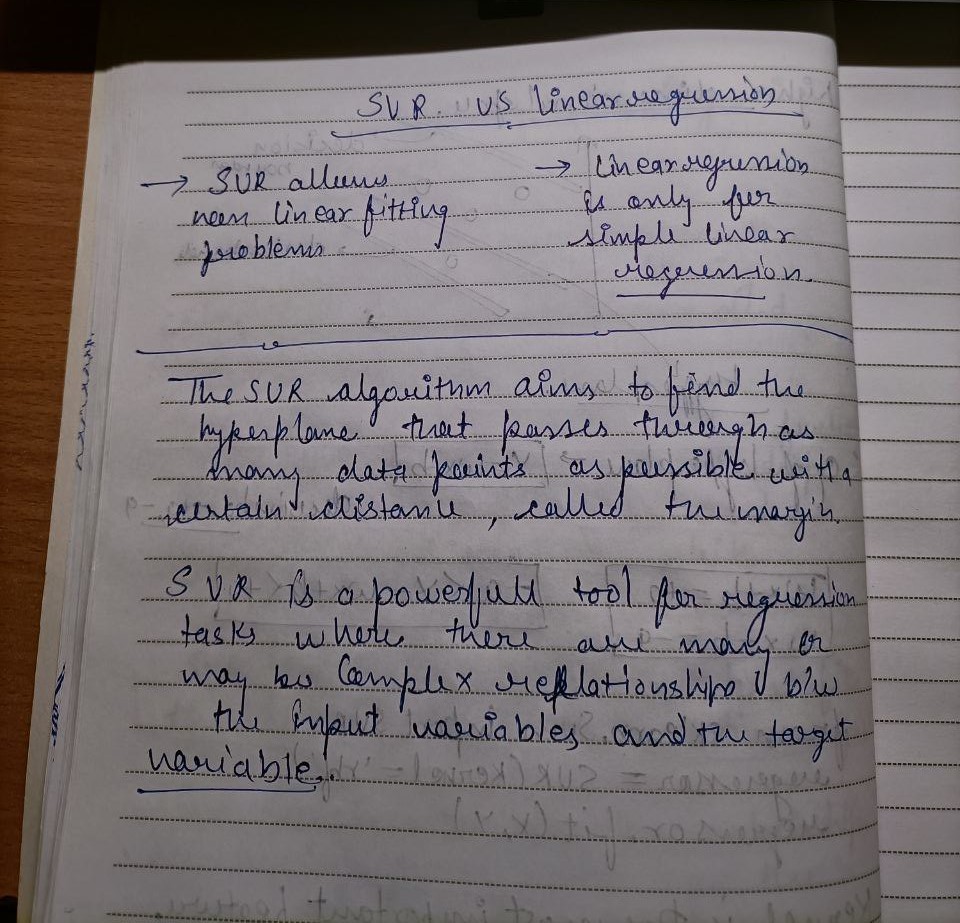 SVR. VS linear regression
→ SVR allows
non linear fitting
problems
→ Linear regression
is only for
simple linear
regression.
The SVR algorithm aims to find the
hyperplane that passes through as
many data points as possible with a
certain distance, called the margin.
SVR is a powerfull tool for regression
tasks where there are many or
may be Complex relationships b/w
the input variables and the target
variable.